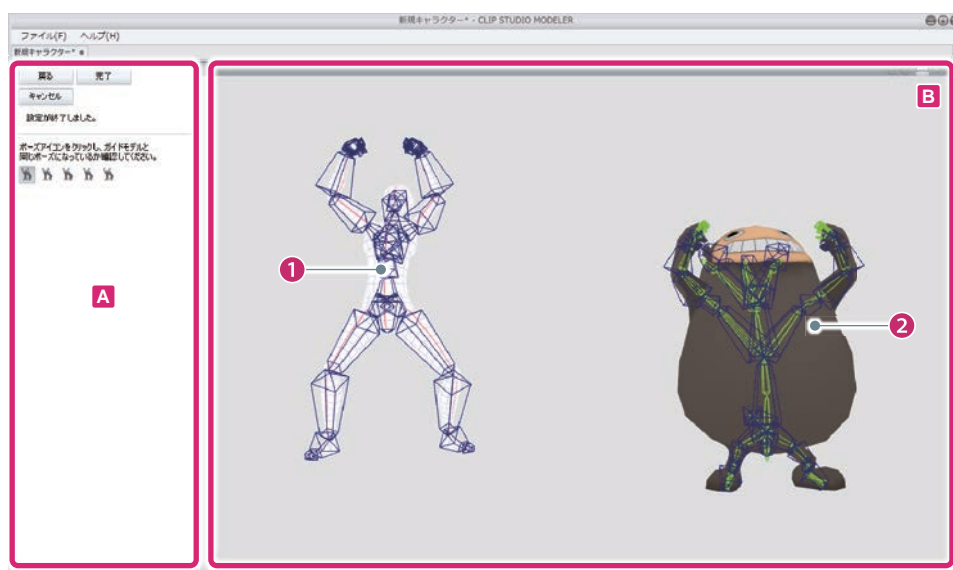 新規キャラクター* - CLIP STUDIO MODELER
ファイル(F) ヘルプ(H)
新規キャラクター*
戻る 完了
キャンセル
設定が終了しました。
ポーズアイコンをクリックし、ガイドモデルと
同じポーズになっているか確認してください。
A
B
1
2